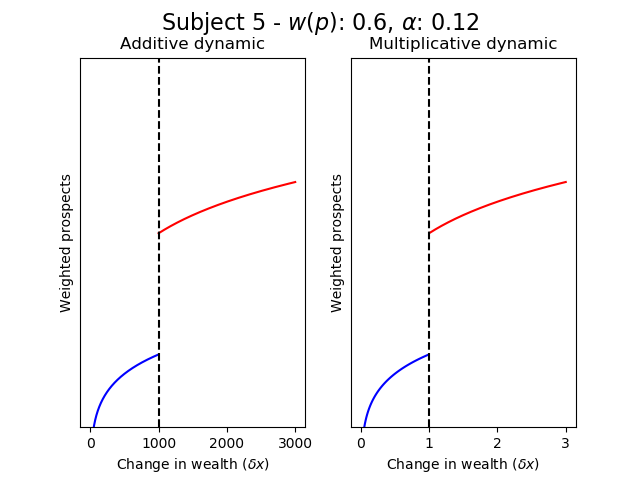 Subject 5 - w(p): 0.6, α: 0.12
Additive dynamic
Weighted prospects
0 1000 2000 3000
Change in wealth (δx)
Multiplicative dynamic
Weighted prospects
0 1 2 3
Change in wealth (δx)